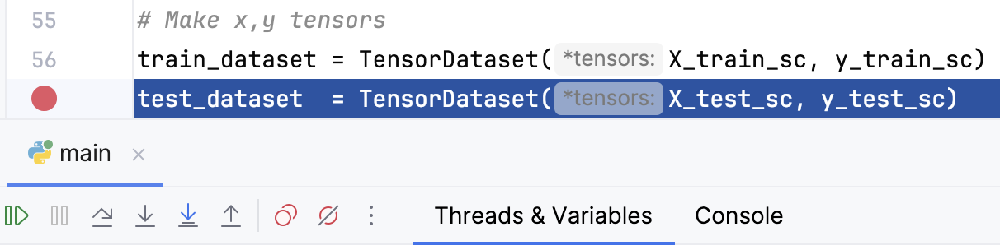 55 # Make x,y tensors
56 train_dataset = TensorDataset( *tensors: X_train_sc, y_train_sc)
test_dataset  = TensorDataset( *tensors: X_test_sc, y_test_sc)
main
Threads & Variables Console